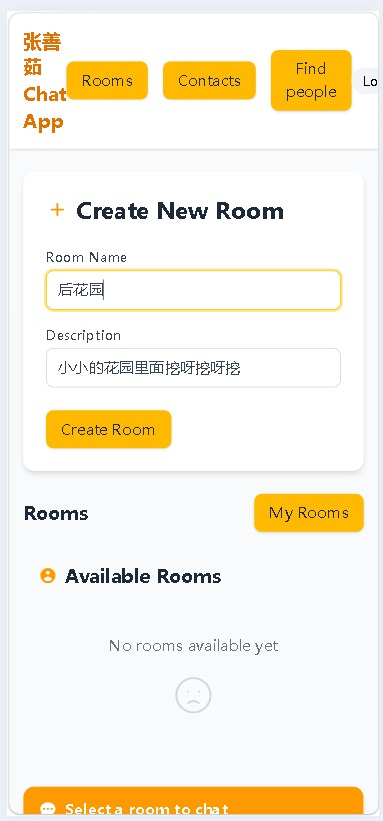 张善
茹
Chat
App
Rooms
Contacts
Find
people
Lo
Create New Room
Room Name
后花园
Description
小小的花园里面挖呀挖呀挖
Create Room
Rooms
My Rooms
Available Rooms
No rooms available yet
Select a room to chat